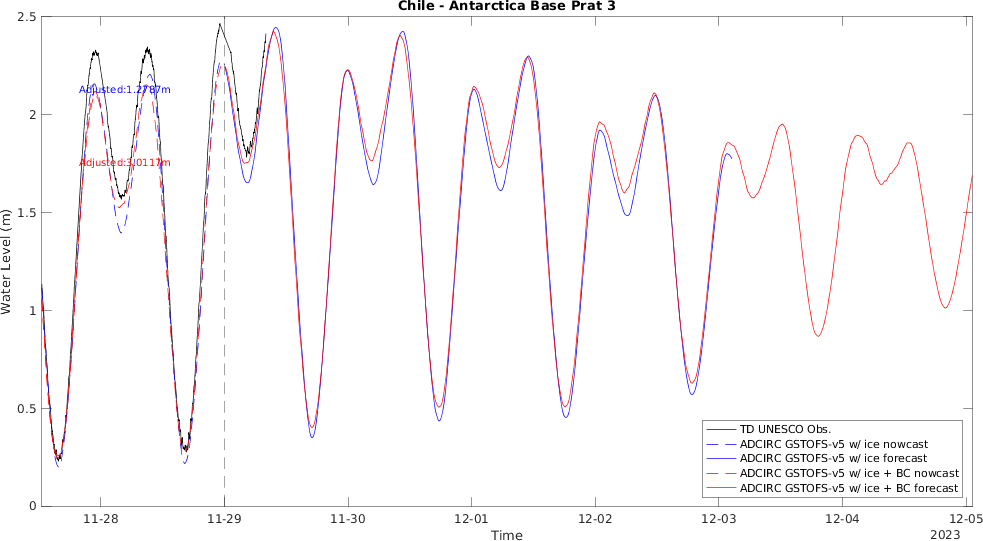 Chile - Antarctica Base Prat 3
2.5
2
1.5
1
0.5
0
Water Level (m)
Adjusted:1.2787m
Adjusted:3.0117m
TD UNESCO Obs.
ADCIRC GSTOFS-v5 w/ ice nowcast
ADCIRC GSTOFS-v5 w/ ice forecast
ADCIRC GSTOFS-v5 w/ ice + BC nowcast
ADCIRC GSTOFS-v5 w/ ice + BC forecast
11-28 11-29 11-30 12-01 12-02 12-03 12-04 12-05
Time
2023